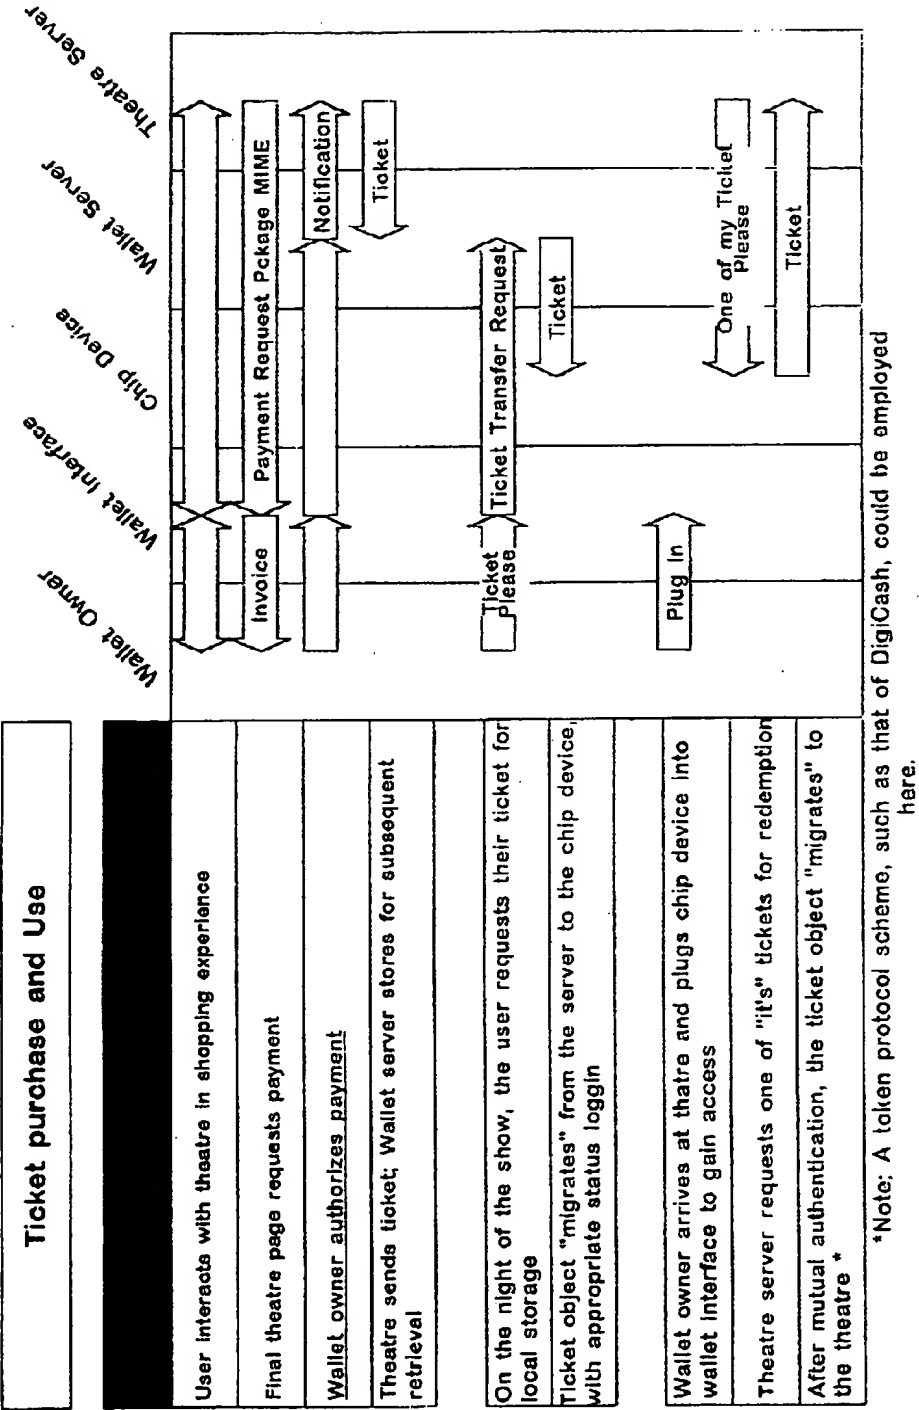 Ticket purchase and Use
Wallet Owner
Wallet Interface
Chip Device
Wallet Server
Theatre Server
User interacts with theatre in shopping experience
Final theatre page requests payment
Invoice
Payment Request Pckage MIME
Wallet owner authorizes payment
Notification
Theatre sends ticket; Wallet server stores for subsequent
retrieval
Ticket
On the night of the show, the user requests their ticket for
local storage
Ticket
Please
Ticket Transfer Request
Ticket object "migrates" from the server to the chip device,
with appropriate status loggin
Ticket
Wallet owner arrives at thatre and plugs chip device into
wallet interface to gain access
Plug In
Theatre server requests one of "it's" tickets for redemption
One of my Ticket
Please
After mutual authentication, the ticket object "migrates" to
the theatre *
Ticket
*Note: A token protocol scheme, such as that of DigiCash, could be employed
here.